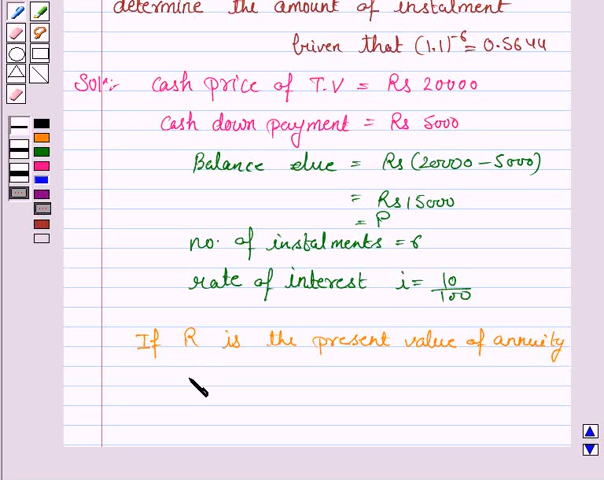 determine the amount of instalment
Given that (1.1)⁻⁶ = 0.5644
Soln:- Cash price of T.V = Rs 20000
Cash down payment = Rs 5000
Balance due = Rs (20000 - 5000)
= Rs 15000
= P
no. of instalments = 6
rate of interest i = 10/100
If R is the present value of annuity